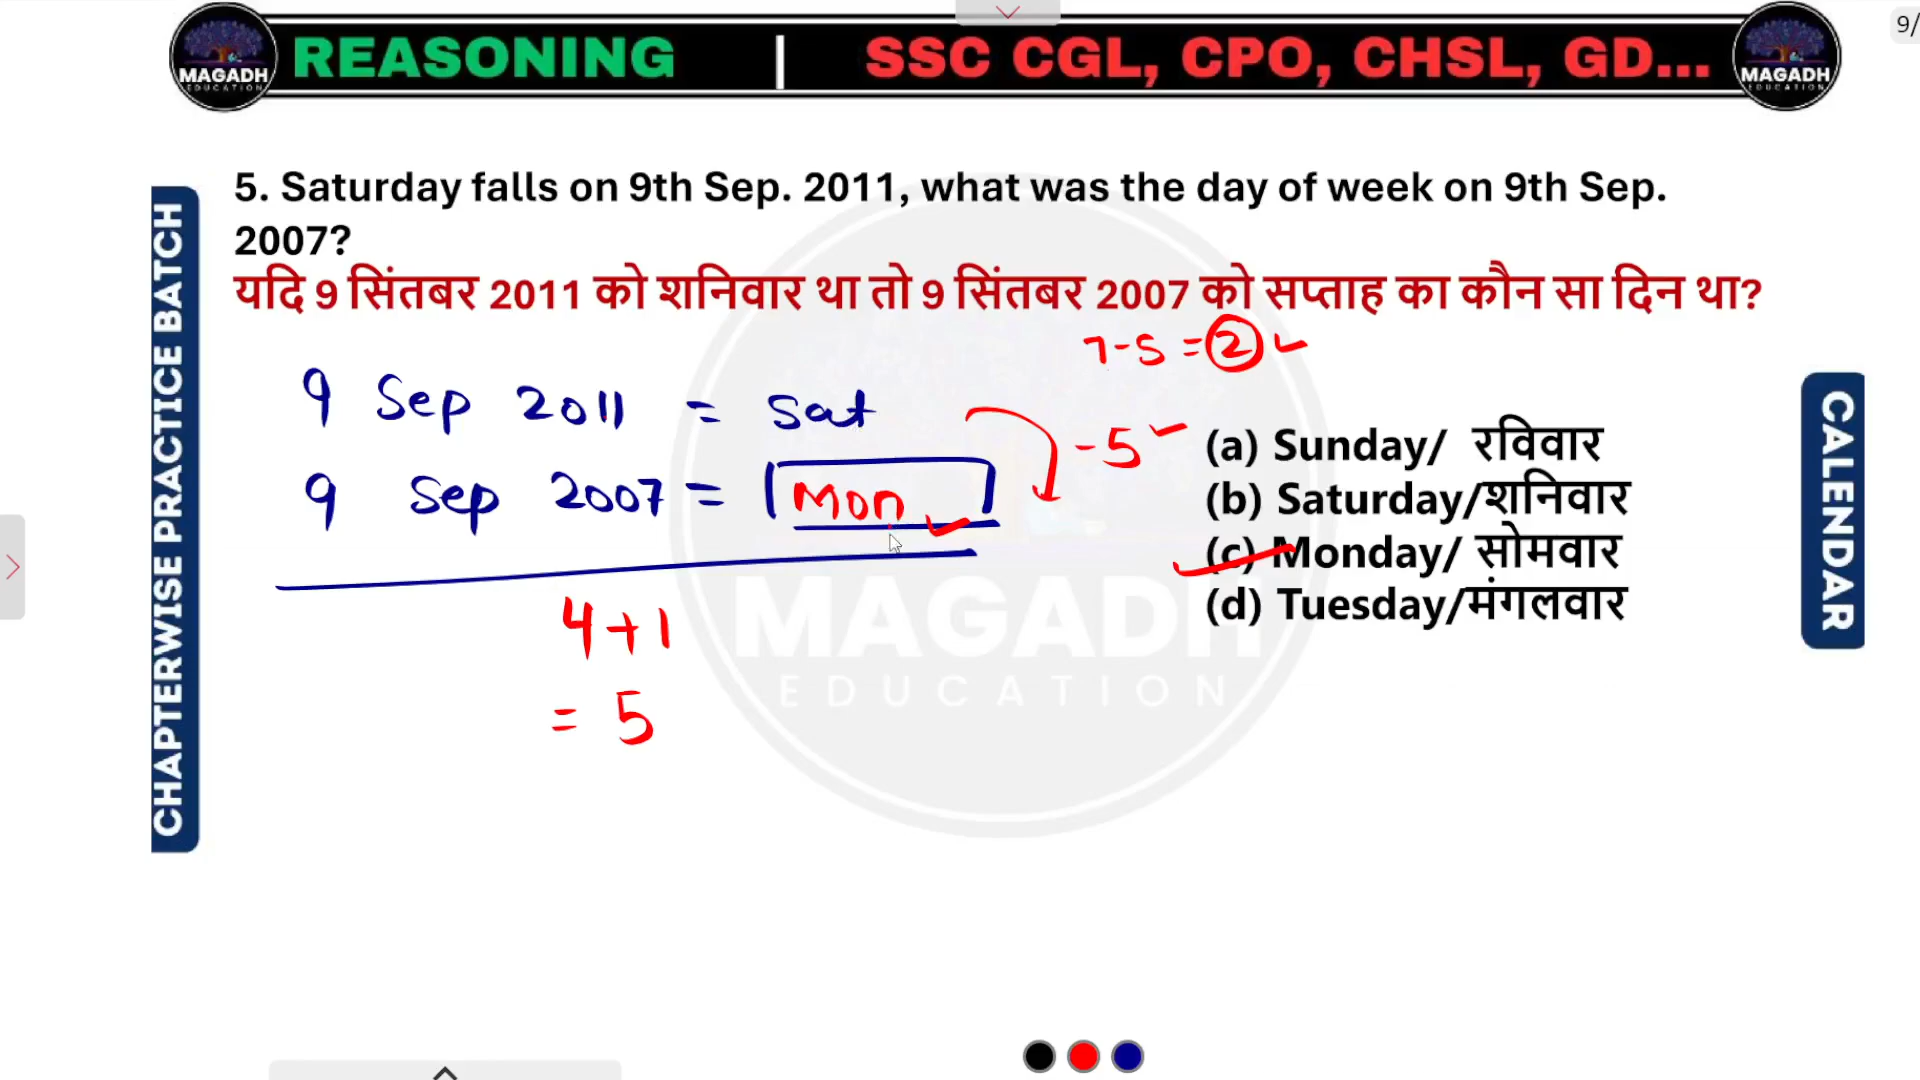 9/
MAGADH
EDUCATION
REASONING | SSC CGL, CPO, CHSL, GD...
MAGADH
EDUCATION
CHAPTERWISE PRACTICE BATCH
5. Saturday falls on 9th Sep. 2011, what was the day of week on 9th Sep.
2007?
यदि 9 सिंतबर 2011 को शनिवार था तो 9 सिंतबर 2007 को सप्ताह का कौन सा दिन था?
7-5 = 2
9 Sep 2011 = Sat
-5
9 Sep 2007 = Mon
4+1
= 5
(a) Sunday/ रविवार
(b) Saturday/शनिवार
(c) Monday/ सोमवार
(d) Tuesday/मंगलवार
CALENDAR
MAGADH
EDUCATION